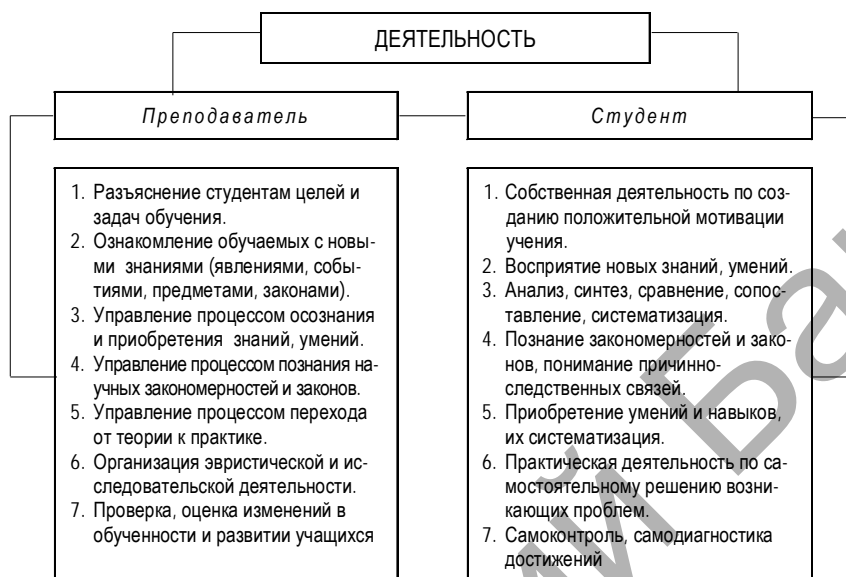 ДЕЯТЕЛЬНОСТЬ
Преподаватель
Студент
1. Разъяснение студентам целей и
задач обучения.
2. Ознакомление обучаемых с новы-
ми знаниями (явлениями, собы-
тиями, предметами, законами).
3. Управление процессом осознания
и приобретения знаний, умений.
4. Управление процессом познания на-
учных закономерностей и законов.
5. Управление процессом перехода
от теории к практике.
6. Организация эвристической и ис-
следовательской деятельности.
7. Проверка, оценка изменений в
обученности и развитии учащихся
1. Собственная деятельность по соз-
данию положительной мотивации
учения.
2. Восприятие новых знаний, умений.
3. Анализ, синтез, сравнение, сопос-
тавление, систематизация.
4. Познание закономерностей и зако-
нов, понимание причинно-
следственных связей.
5. Приобретение умений и навыков,
их систематизация.
6. Практическая деятельность по са-
мостоятельному решению возни-
кающих проблем.
7. Самоконтроль, самодиагностика
достижений